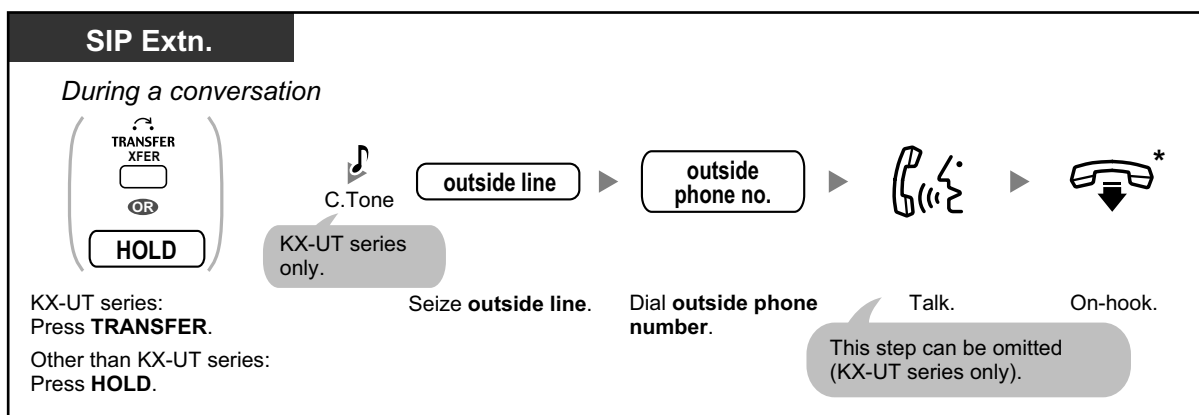 SIP Extn.
During a conversation
TRANSFER
XFER
OR
HOLD
KX-UT series:
Press TRANSFER.
Other than KX-UT series:
Press HOLD.
C.Tone
KX-UT series
only.
outside line
Seize outside line.
outside
phone no.
Dial outside phone
number.
Talk.
This step can be omitted
(KX-UT series only).
*
On-hook.